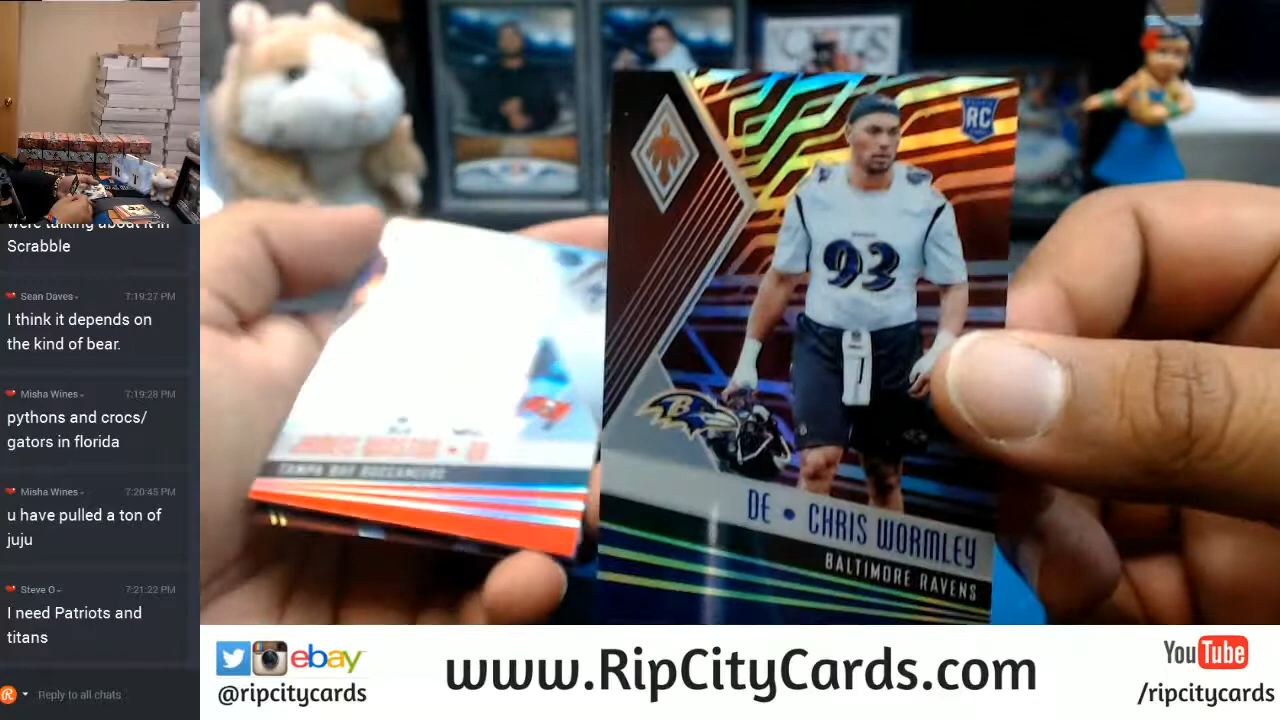 were talking about it in
Scrabble
Sean Daves
7:19:27 PM
I think it depends on
the kind of bear.
Misha Wines
7:19:28 PM
pythons and crocs/
gators in florida
Misha Wines
7:20:45 PM
u have pulled a ton of
juju
Steve O
7:21:22 PM
I need Patriots and
titans
Reply to all chats
RC
93
B
DE • CHRIS WORMLEY
BALTIMORE RAVENS
TAMPA BAY BUCCANEERS
ebay
@ripcitycards
www.RipCityCards.com
YouTube
/ripcitycards